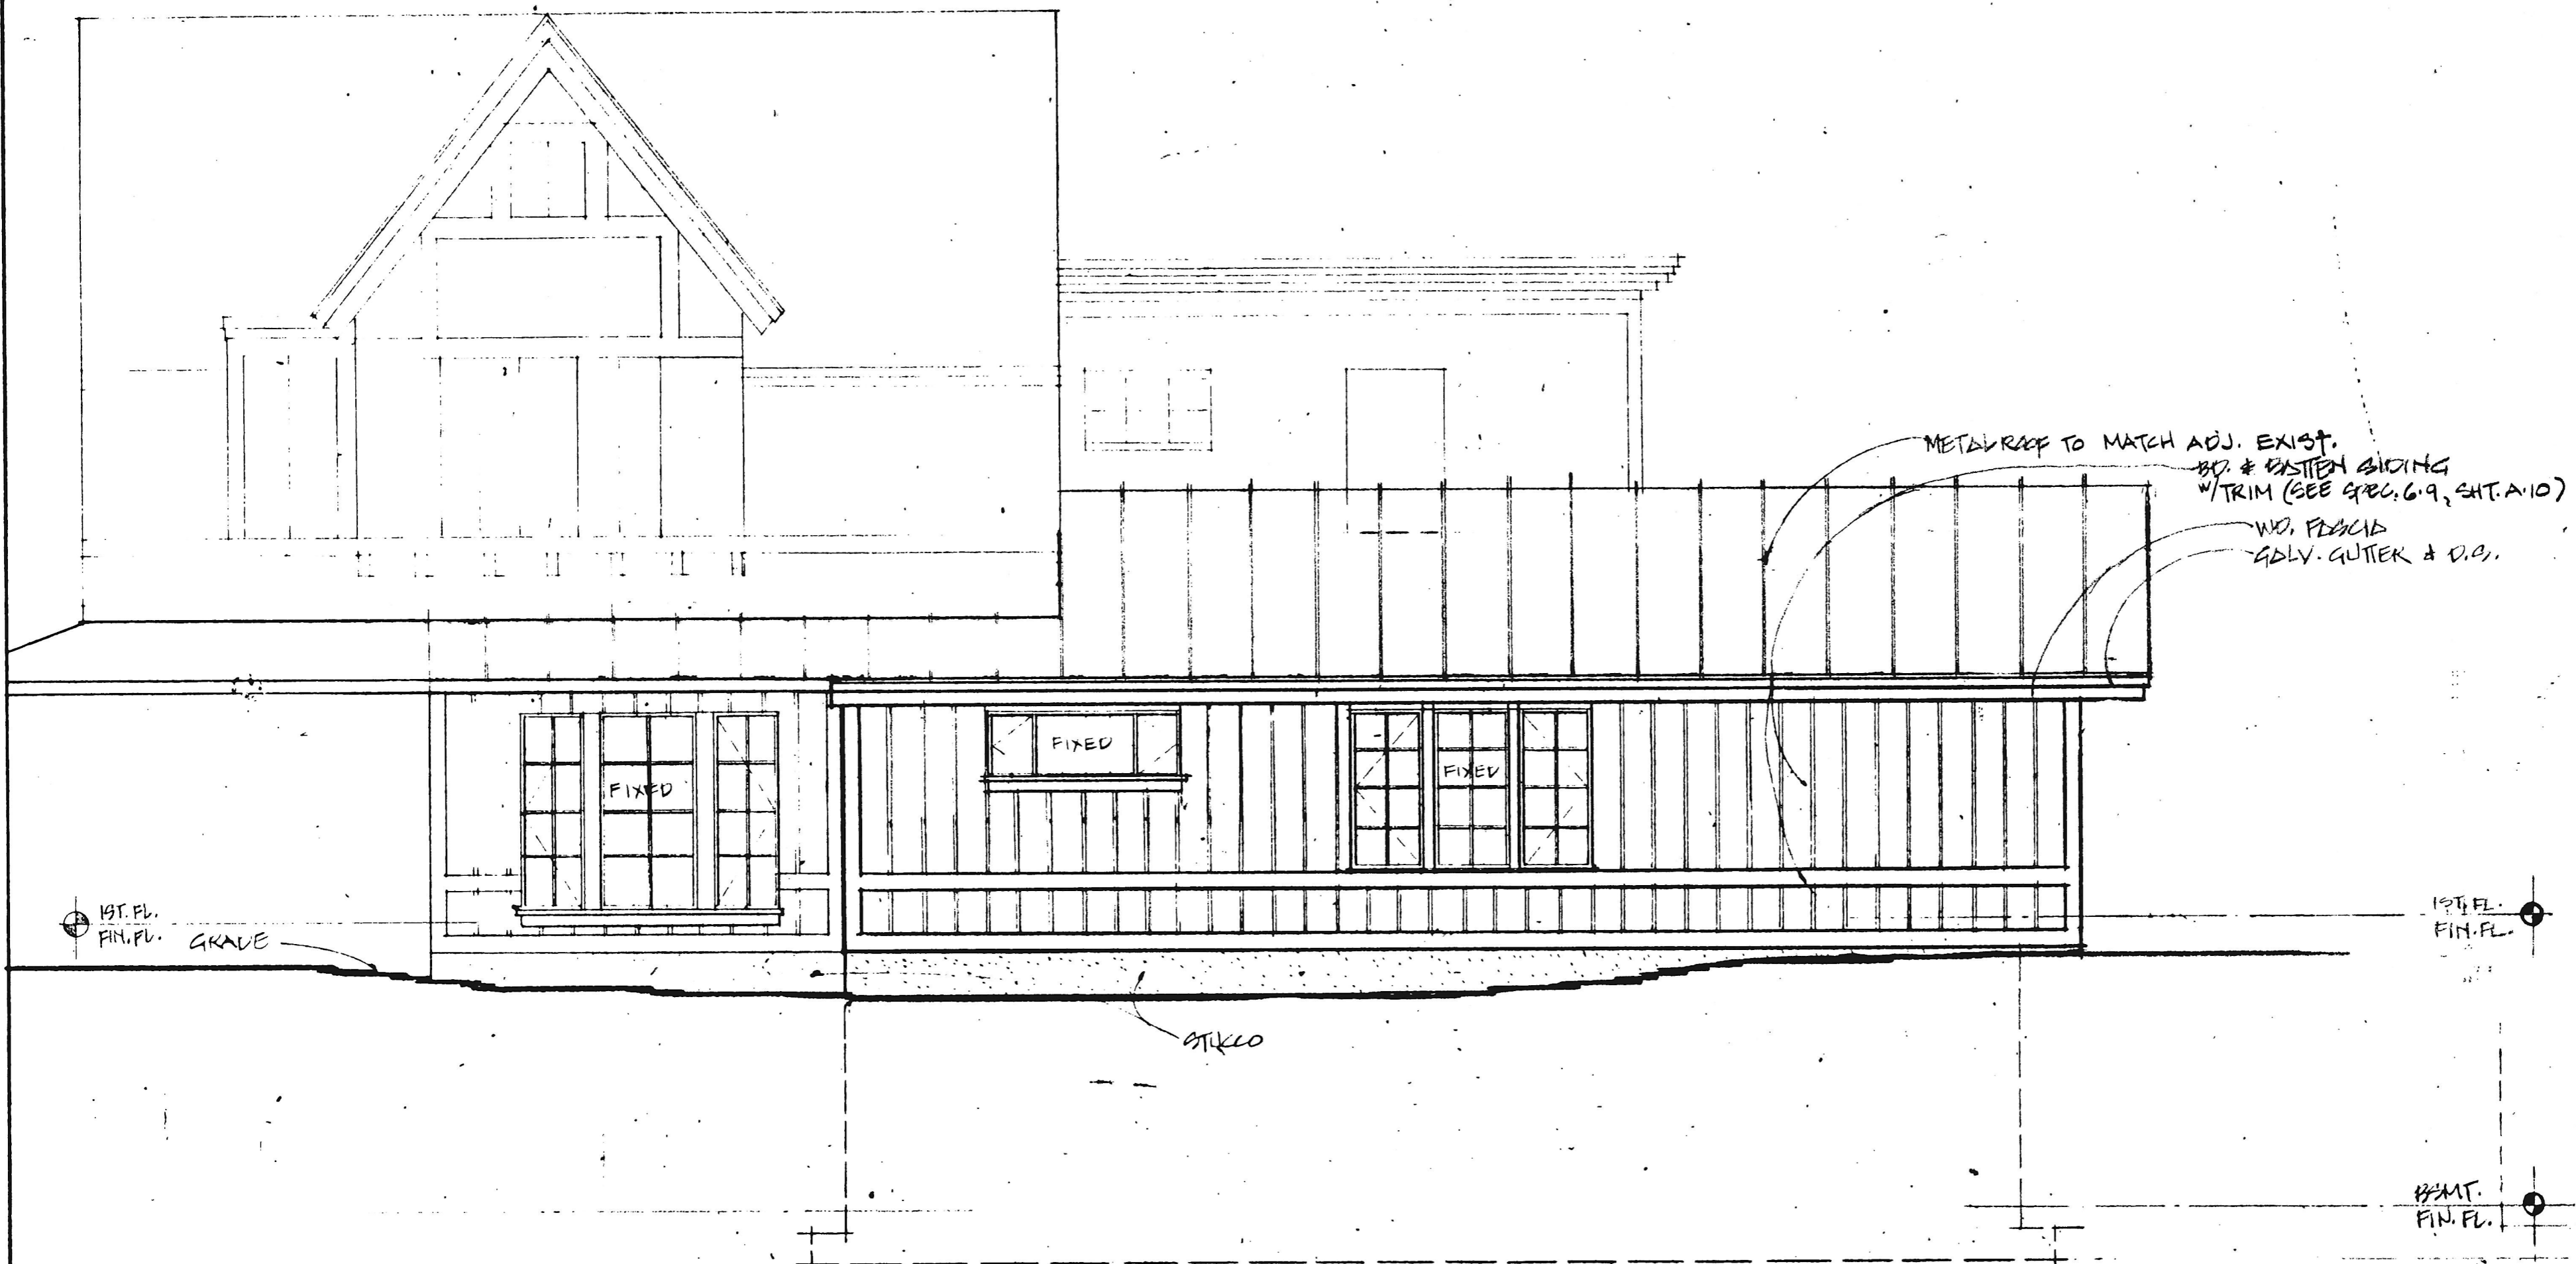 METAL ROOF TO MATCH ADJ. EXIST.
BD. & BATTEN SIDING
W/TRIM (SEE SPEC. 6.9, SHT. A.10)
WD. FASCIA
GALV. GUTTER & D.S.
FIXED
FIXED
FIXED
1ST. FL.
FIN. FL.
GRADE
1ST. FL.
FIN. FL.
STUCCO
BSMT.
FIN. FL.